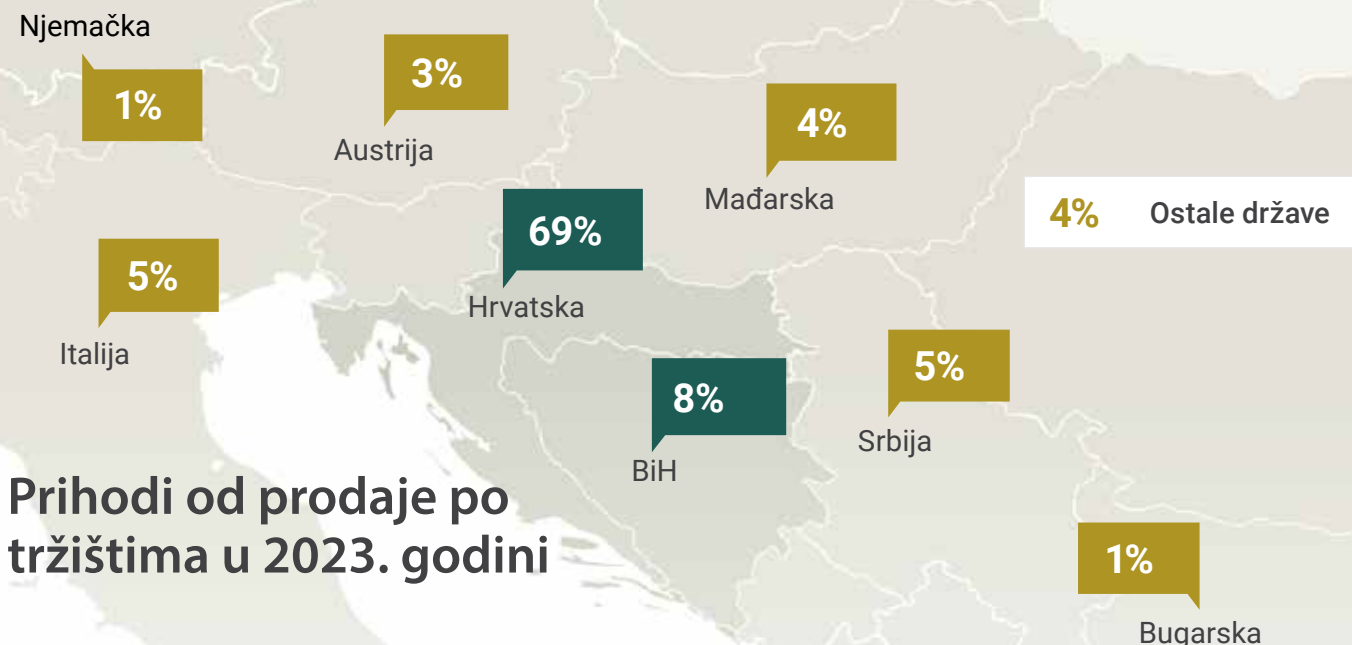 Njemačka
1%
3%
Austrija
4%
Mađarska
4% Ostale države
69%
Hrvatska
5%
Italija
8%
BiH
5%
Srbija
Prihodi od prodaje po
tržištima u 2023. godini
1%
Bugarska